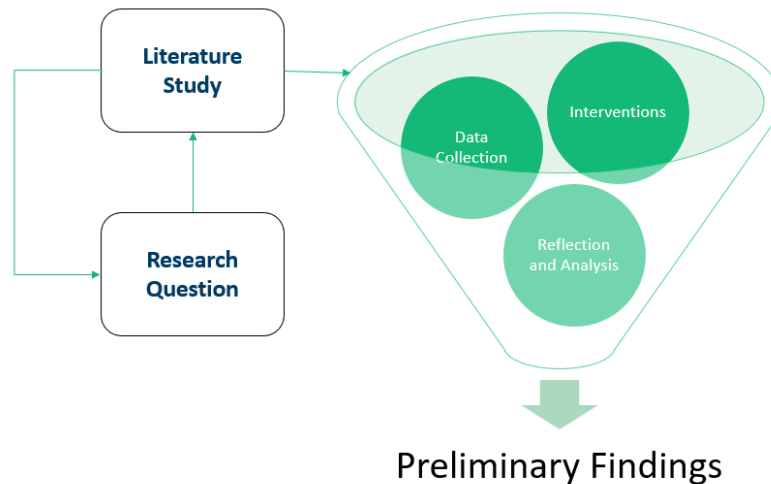 Literature
Study
Research
Question
Data
Collection
Interventions
Reflection
and Analysis
Preliminary Findings